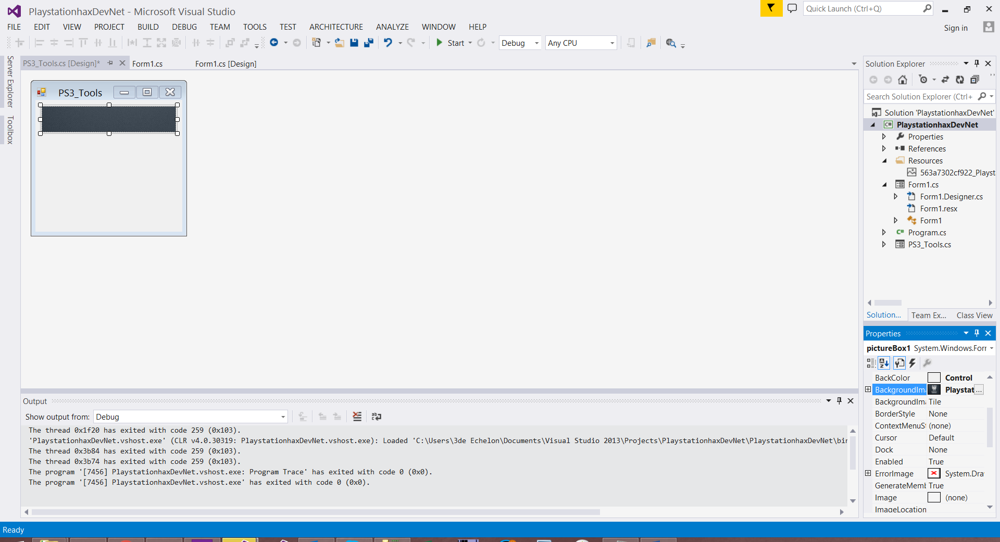 PlaystationhaxDevNet - Microsoft Visual Studio
Quick Launch (Ctrl+Q)
FILE EDIT VIEW PROJECT BUILD DEBUG TEAM TOOLS TEST ARCHITECTURE ANALYZE WINDOW HELP
Sign in
Start Debug Any CPU
Server Explorer
Toolbox
PS3_Tools.cs [Design]* Form1.cs Form1.cs [Design]
PS3_Tools
Solution Explorer
Search Solution Explorer (Ctrl+
Solution 'PlaystationhaxDevNet'
C# PlaystationhaxDevNet
Properties
References
Resources
563a7302cf922_Playst
Form1.cs
Form1.Designer.cs
Form1.resx
Form1
C# Program.cs
PS3_Tools.cs
Solution... Team Ex... Class View
Properties
pictureBox1 System.Windows.Forr
BackColor Control
BackgroundIma Playstat ...
BackgroundIma Tile
BorderStyle None
ContextMenuSt (none)
Cursor Default
Dock None
Enabled True
ErrorImage System.Dra
GenerateMemb True
Image (none)
ImageLocation
Output
Show output from: Debug
The thread 0x1f20 has exited with code 259 (0x103).
'PlaystationhaxDevNet.vshost.exe' (CLR v4.0.30319: PlaystationhaxDevNet.vshost.exe): Loaded 'C:\Users\3de Echelon\Documents\Visual Studio 2013\Projects\PlaystationhaxDevNet\PlaystationhaxDevNet\bin
The thread 0x3b84 has exited with code 259 (0x103).
The thread 0x3b74 has exited with code 259 (0x103).
The program '[7456] PlaystationhaxDevNet.vshost.exe: Program Trace' has exited with code 0 (0x0).
The program '[7456] PlaystationhaxDevNet.vshost.exe' has exited with code 0 (0x0).
Ready